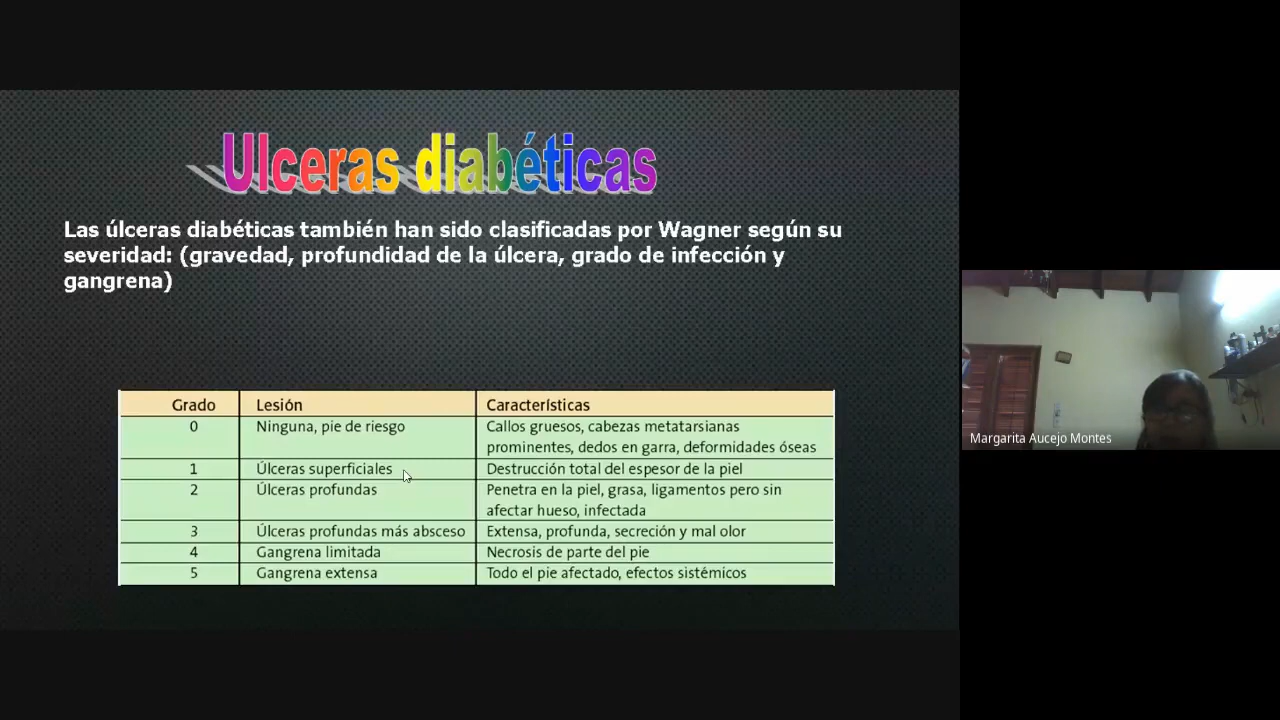 Ulceras diabéticas
Las úlceras diabéticas también han sido clasificadas por Wagner según su
severidad: (gravedad, profundidad de la úlcera, grado de infección y
gangrena)
Grado Lesión Características
0 Ninguna, pie de riesgo Callos gruesos, cabezas metatarsianas
prominentes, dedos en garra, deformidades óseas
1 Úlceras superficiales Destrucción total del espesor de la piel
2 Úlceras profundas Penetra en la piel, grasa, ligamentos pero sin
afectar hueso, infectada
3 Úlceras profundas más absceso Extensa, profunda, secreción y mal olor
4 Gangrena limitada Necrosis de parte del pie
5 Gangrena extensa Todo el pie afectado, efectos sistémicos
Margarita Aucejo Montes